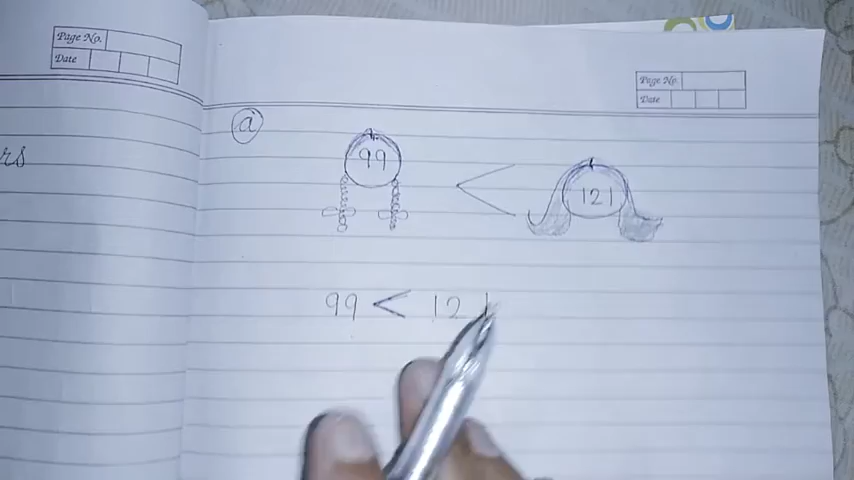 Page No.
Date
rs
Page No.
Date
a
99 < 121
99 < 121